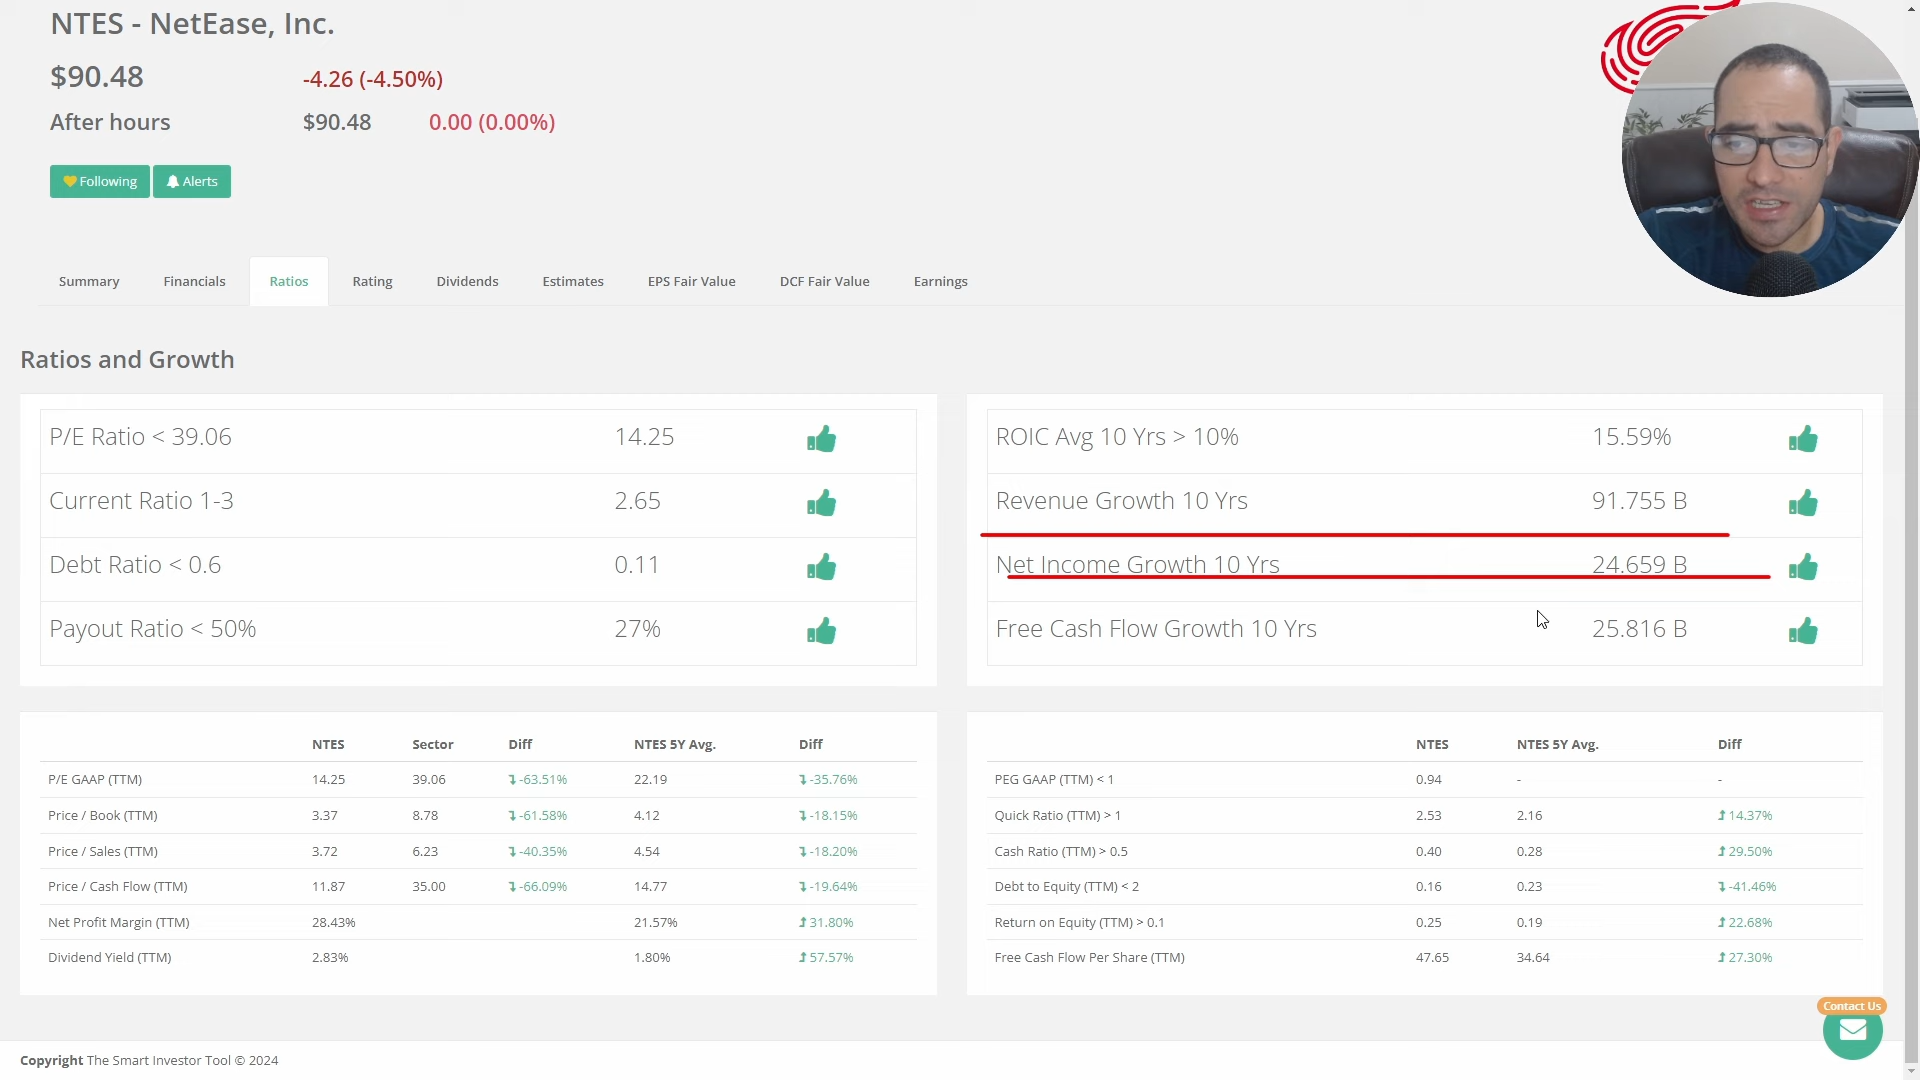 NTES - NetEase, Inc.
$90.48 -4.26 (-4.50%)
After hours $90.48 0.00 (0.00%)
Following Alerts
Summary Financials Ratios Rating Dividends Estimates EPS Fair Value DCF Fair Value Earnings
Ratios and Growth
P/E Ratio < 39.06 14.25
Current Ratio 1-3 2.65
Debt Ratio < 0.6 0.11
Payout Ratio < 50% 27%
ROIC Avg 10 Yrs > 10% 15.59%
Revenue Growth 10 Yrs 91.755 B
Net Income Growth 10 Yrs 24.659 B
Free Cash Flow Growth 10 Yrs 25.816 B
NTES Sector Diff NTES 5Y Avg. Diff
P/E GAAP (TTM) 14.25 39.06 -63.51% 22.19 -35.76%
Price / Book (TTM) 3.37 8.78 -61.58% 4.12 -18.15%
Price / Sales (TTM) 3.72 6.23 -40.35% 4.54 -18.20%
Price / Cash Flow (TTM) 11.87 35.00 -66.09% 14.77 -19.64%
Net Profit Margin (TTM) 28.43% 21.57% 31.80%
Dividend Yield (TTM) 2.83% 1.80% 57.57%
NTES NTES 5Y Avg. Diff
PEG GAAP (TTM) < 1 0.94 - -
Quick Ratio (TTM) > 1 2.53 2.16 14.37%
Cash Ratio (TTM) > 0.5 0.40 0.28 29.50%
Debt to Equity (TTM) < 2 0.16 0.23 -41.46%
Return on Equity (TTM) > 0.1 0.25 0.19 22.68%
Free Cash Flow Per Share (TTM) 47.65 34.64 27.30%
Contact Us
Copyright The Smart Investor Tool © 2024